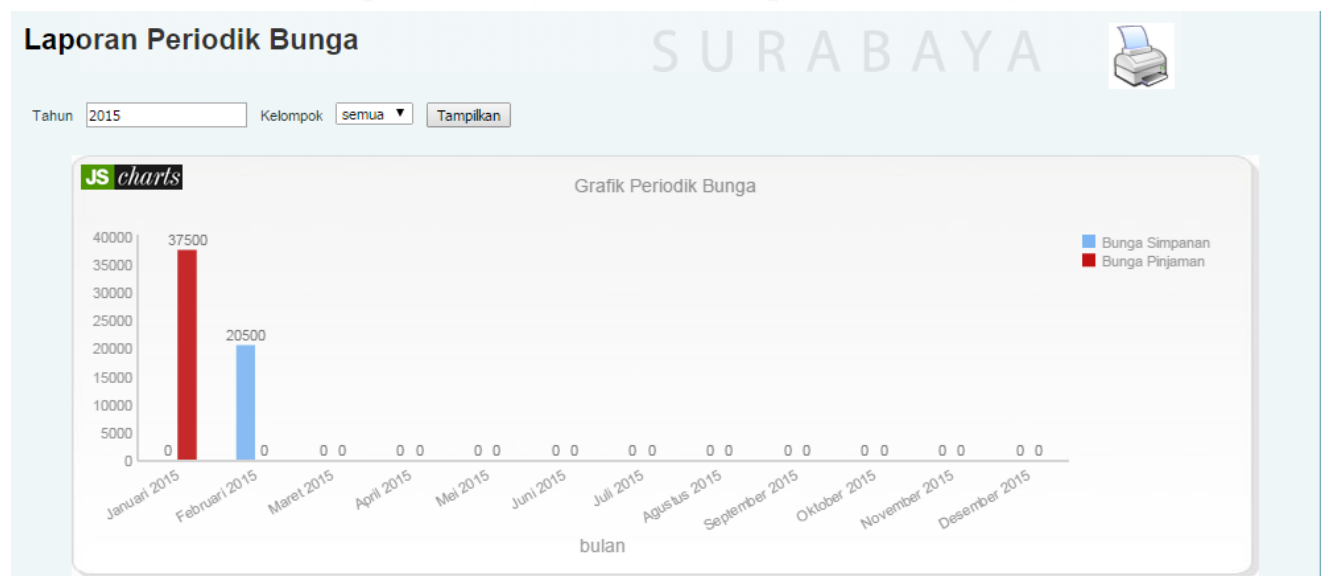 Laporan Periodik Bunga
SURABAYA
Tahun 2015 Kelompok semua Tampilkan
JS charts
Grafik Periodik Bunga
Bunga Simpanan
Bunga Pinjaman
40000
35000
30000
25000
20000
15000
10000
5000
0
37500
20500
0 0 0 0 0 0 0 0 0 0 0 0 0 0 0 0 0 0 0 0 0 0
Januari 2015
Februari 2015
Maret 2015
April 2015
Mei 2015
Juni 2015
Juli 2015
Agustus 2015
September 2015
Oktober 2015
November 2015
Desember 2015
bulan